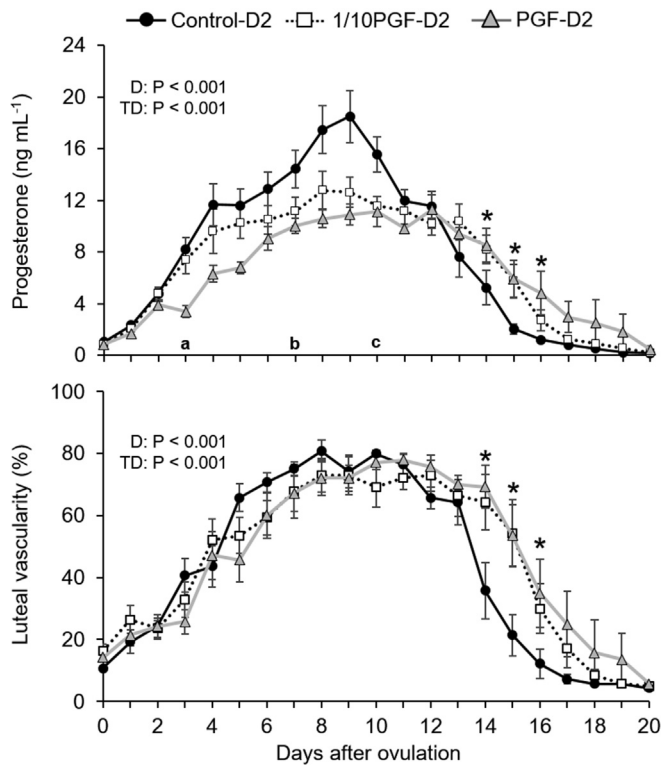 Control-D2 1/10PGF-D2 PGF-D2
24
D: P < 0.001
20
TD: P < 0.001
16
12
8
4
0
Progesterone (ng mL-1)
* * *
a b c
100
80
D: P < 0.001
TD: P < 0.001
60
40
20
0
Luteal vascularity (%)
* * *
0 2 4 6 8 10 12 14 16 18 20
Days after ovulation